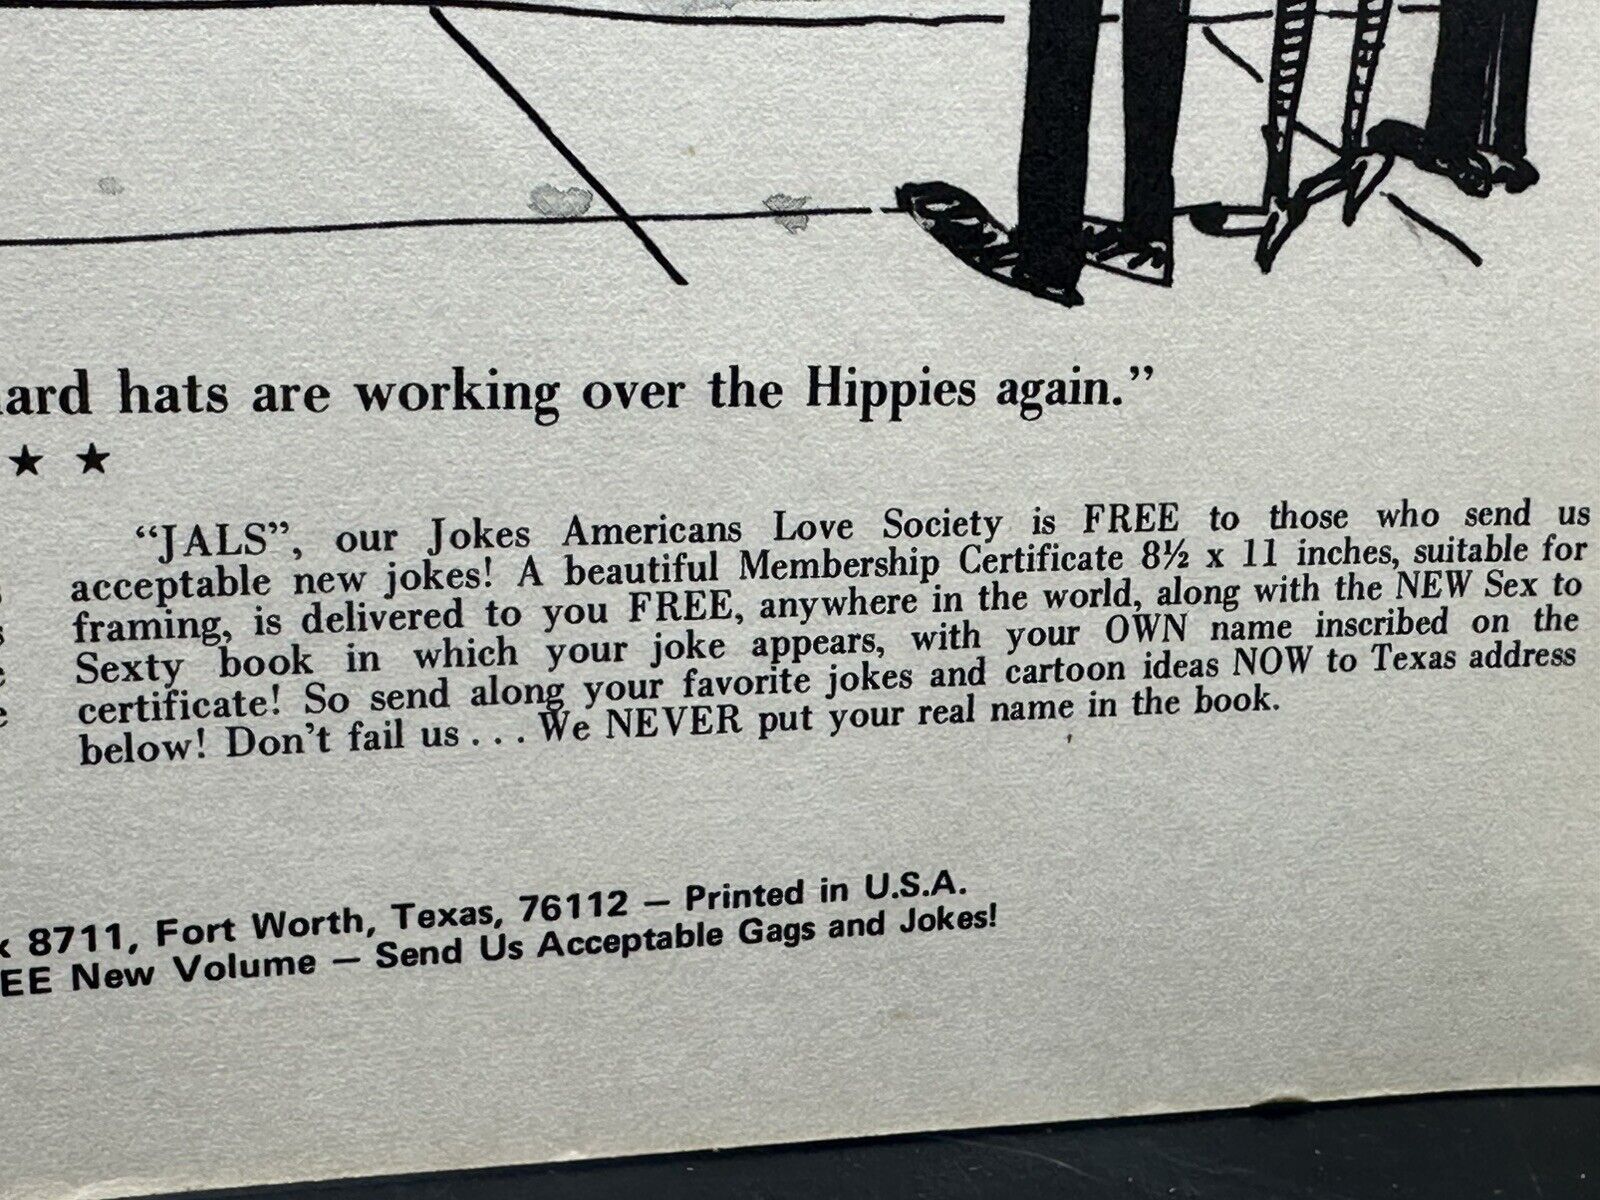 hats are working over the Hippies again.”
★ ★
“JALS”, our Jokes Americans Love Society is FREE to those who send us
acceptable new jokes! A beautiful Membership Certificate 8½ x 11 inches, suitable for
framing, is delivered to you FREE, anywhere in the world, along with the NEW Sex to
Sexty book in which your joke appears, with your OWN name inscribed on the
certificate! So send along your favorite jokes and cartoon ideas NOW to Texas address
below! Don't fail us . . . We NEVER put your real name in the book.
8711, Fort Worth, Texas, 76112 — Printed in U.S.A.
EE New Volume — Send Us Acceptable Gags and Jokes!